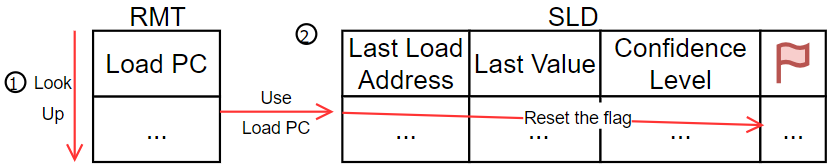 RMT
SLD
① Look
Up
Load PC
...
Use
Load PC
②
Last Load
Address
Last Value
Confidence
Level
Reset the flag
...
...
...
...